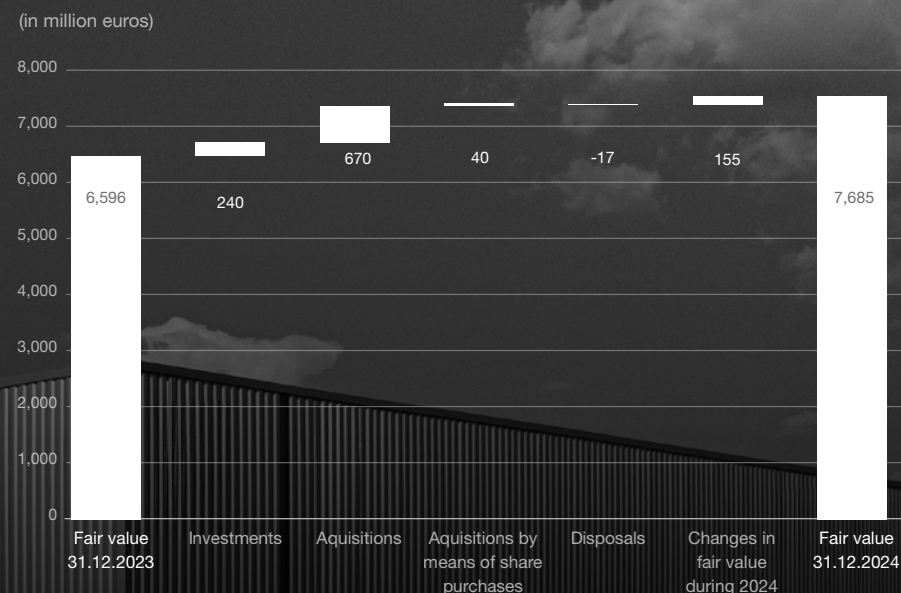 (in million euros)
8,000
7,000
6,000
5,000
4,000
3,000
2,000
1,000
0
6,596
240
670
40
-17
155
7,685
Fair value
31.12.2023
Investments
Aquisitions
Aquisitions by
means of share
purchases
Disposals
Changes in
fair value
during 2024
Fair value
31.12.2024